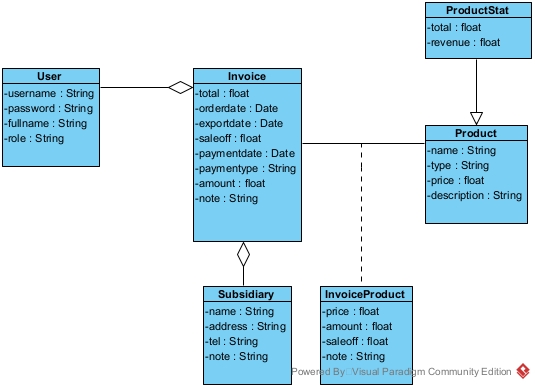 ProductStat
-total : float
-revenue : float
User
-username : String
-password : String
-fullname : String
-role : String
Invoice
-total : float
-orderdate : Date
-exportdate : Date
-saleoff : float
-paymentdate : Date
-paymentype : String
-amount : float
-note : String
Product
-name : String
-type : String
-price : float
-description : String
Subsidiary
-name : String
-address : String
-tel : String
-note : String
InvoiceProduct
-price : float
-amount : float
-saleoff : float
-note : String
Powered By Visual Paradigm Community Edition